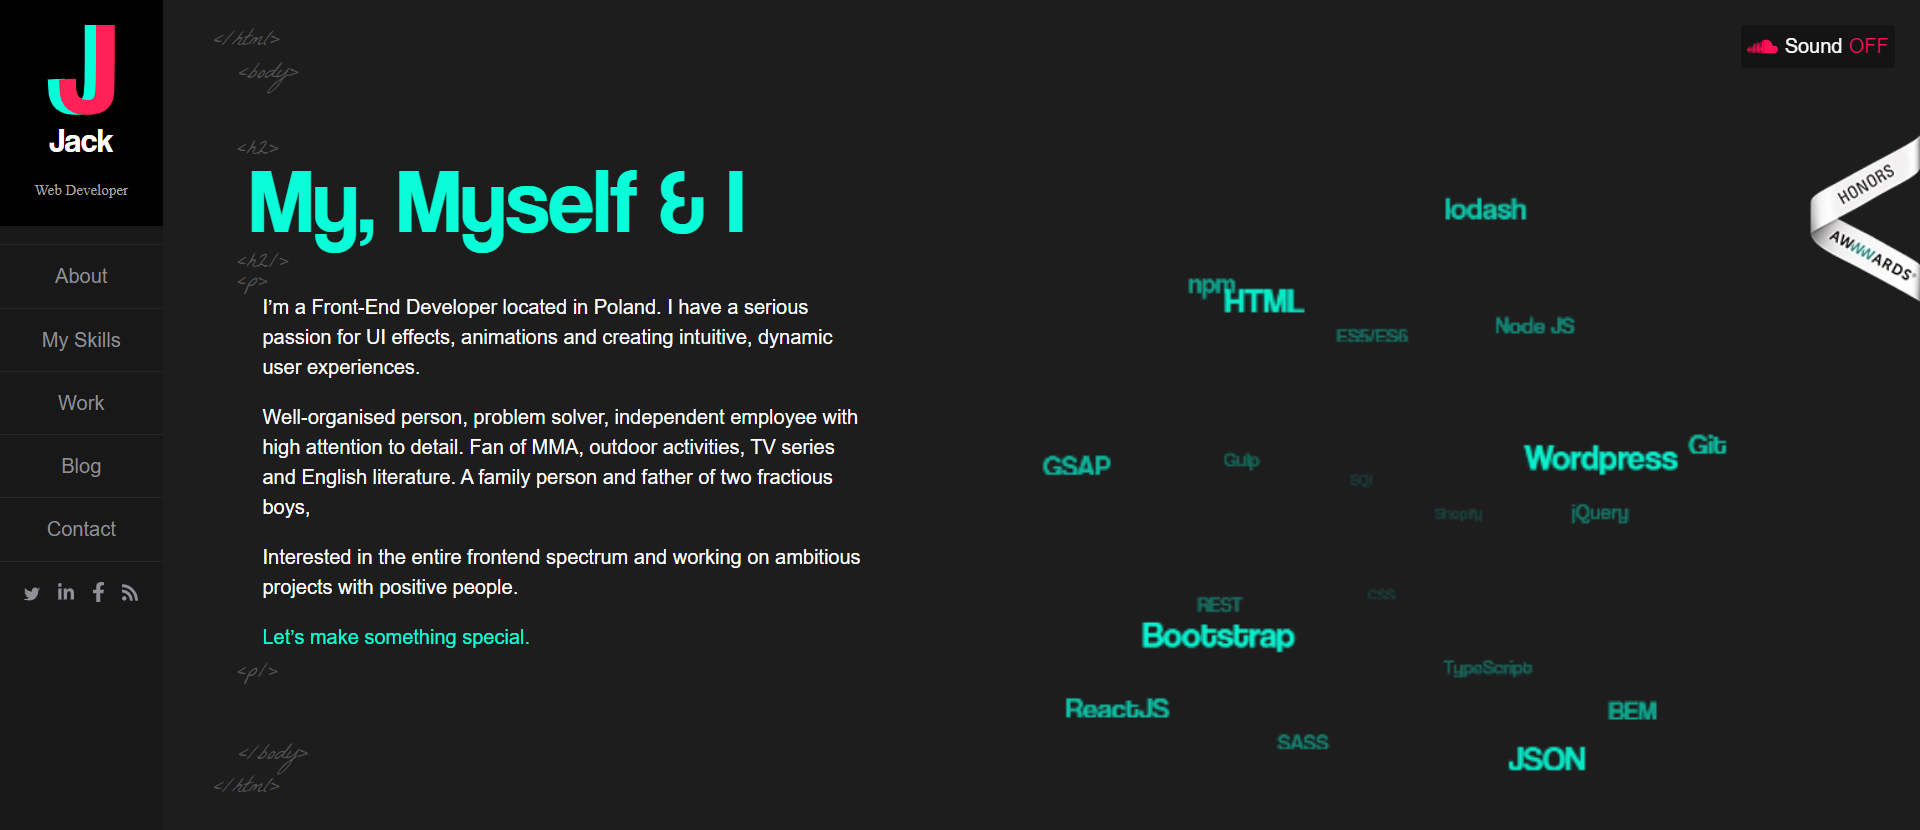 J
Jack
Web Developer
About
My Skills
Work
Blog
Contact
</html>
<body>
<h2>
My, Myself & I
<h2/>
<p>
I’m a Front-End Developer located in Poland. I have a serious
passion for UI effects, animations and creating intuitive, dynamic
user experiences.
Well-organised person, problem solver, independent employee with
high attention to detail. Fan of MMA, outdoor activities, TV series
and English literature. A family person and father of two fractious
boys,
Interested in the entire frontend spectrum and working on ambitious
projects with positive people.
Let’s make something special.
<p/>
</body>
</html>
Sound OFF
HONORS
AWWWARDS
lodash
npm
HTML
ES5/ES6
Node JS
GSAP
Gulp
SQl
Wordpress
Git
Shopify
jQuery
CSS
REST
Bootstrap
TypeScript
ReactJS
BEM
SASS
JSON